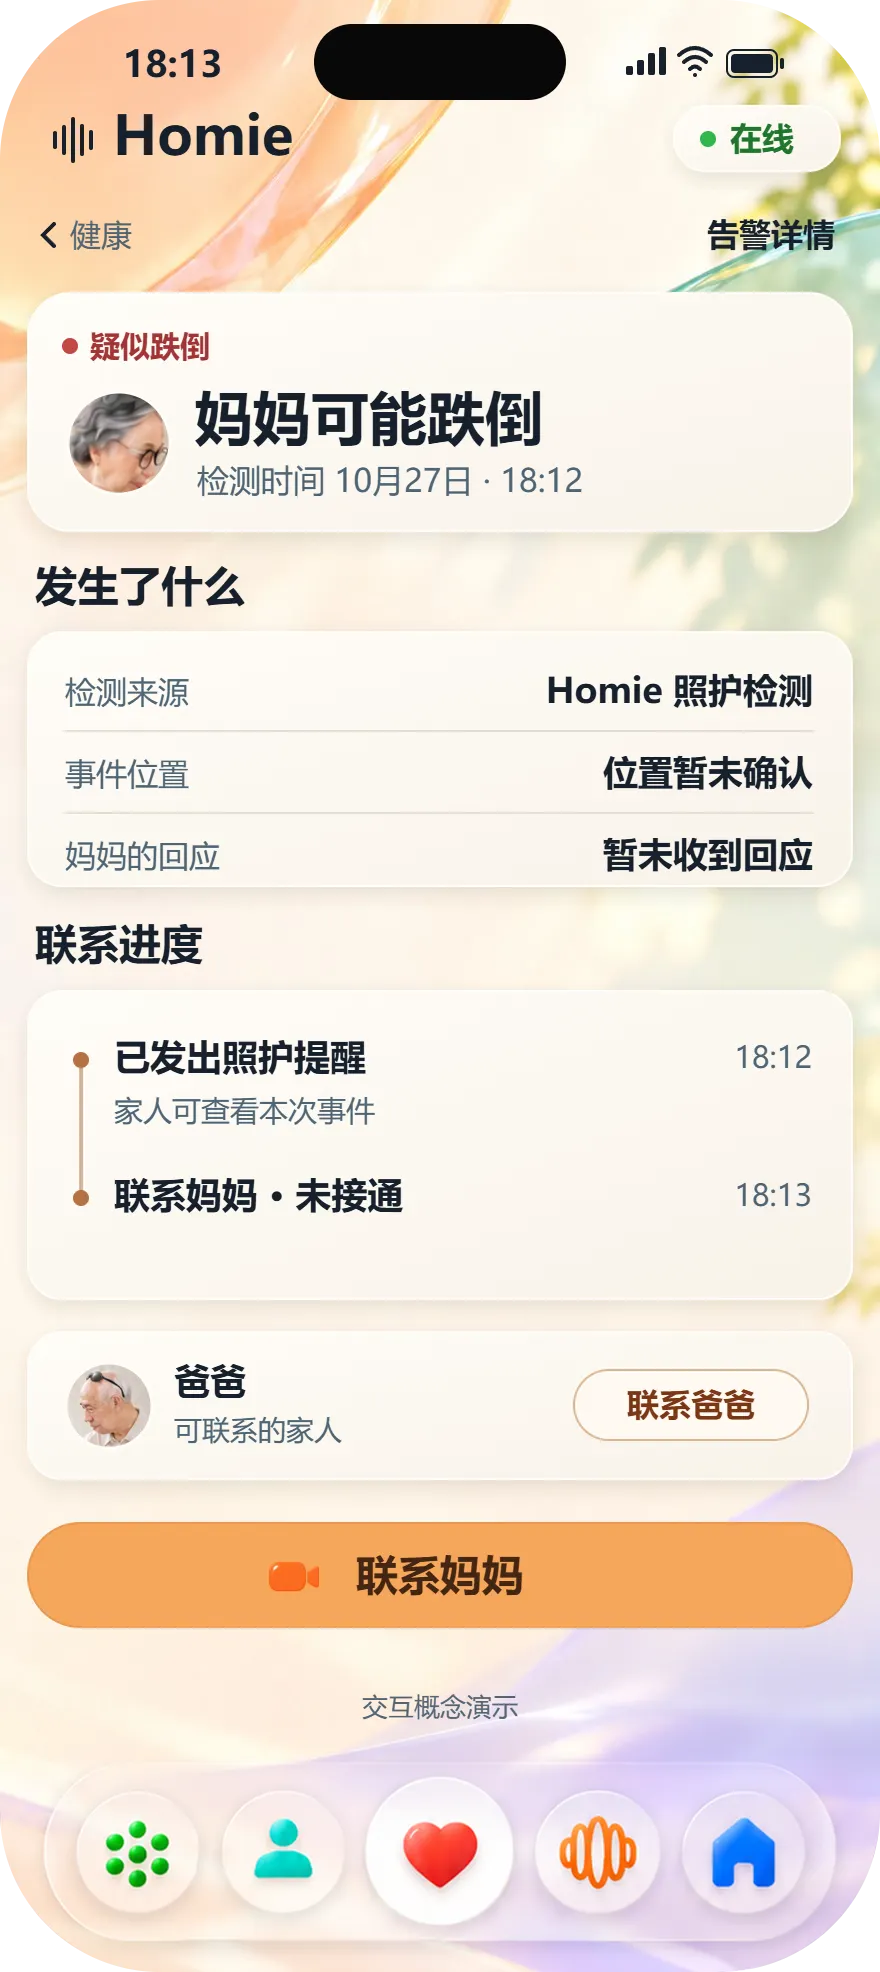 18:13
Homie
在线
健康
告警详情
疑似跌倒
妈妈可能跌倒
检测时间 10月27日 · 18:12
发生了什么
检测来源 Homie 照护检测
事件位置 位置暂未确认
妈妈的回应 暂未收到回应
联系进度
已发出照护提醒 18:12
家人可查看本次事件
联系妈妈 · 未接通 18:13
爸爸
可联系的家人
联系爸爸
联系妈妈
交互概念演示